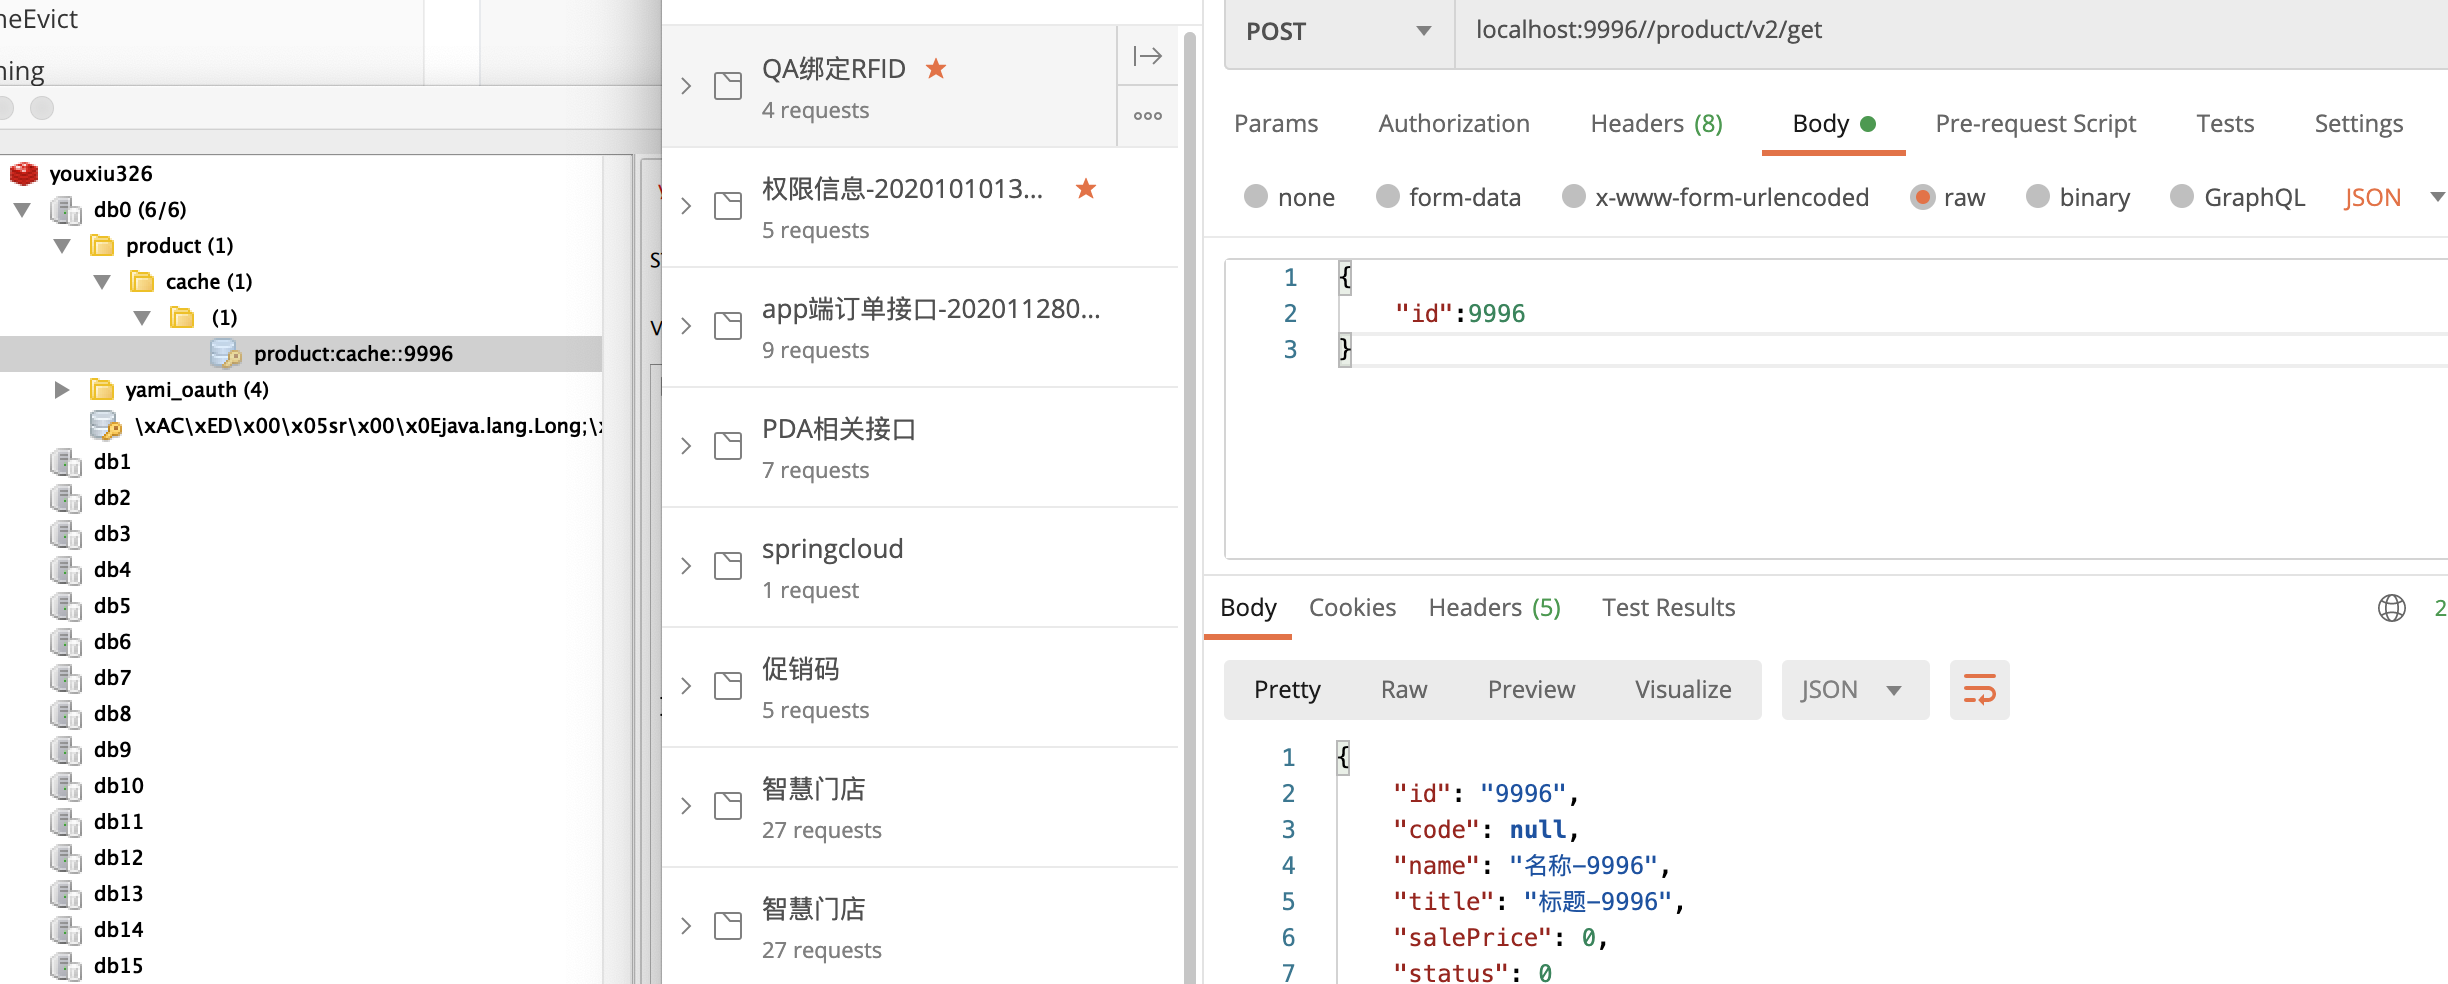 heEvict
ning
youxiu326
db0 (6/6)
product (1)
cache (1)
(1)
product:cache::9996
yami_oauth (4)
\xAC\xED\x00\x05sr\x00\x0Ejava.lang.Long;\
db1
db2
db3
db4
db5
db6
db7
db8
db9
db10
db11
db12
db13
db14
db15
QA绑定RFID
4 requests
权限信息-2020101013...
5 requests
app端订单接口-202011280...
9 requests
PDA相关接口
7 requests
springcloud
1 request
促销码
5 requests
智慧门店
27 requests
智慧门店
27 requests
POST
localhost:9996//product/v2/get
Params Authorization Headers (8) Body Pre-request Script Tests Settings
none form-data x-www-form-urlencoded raw binary GraphQL JSON
1 {
2 "id":9996
3 }
Body Cookies Headers (5) Test Results 2
Pretty Raw Preview Visualize JSON
1 {
2 "id": "9996",
3 "code": null,
4 "name": "名称-9996",
5 "title": "标题-9996",
6 "salePrice": 0,
7 "status": 0